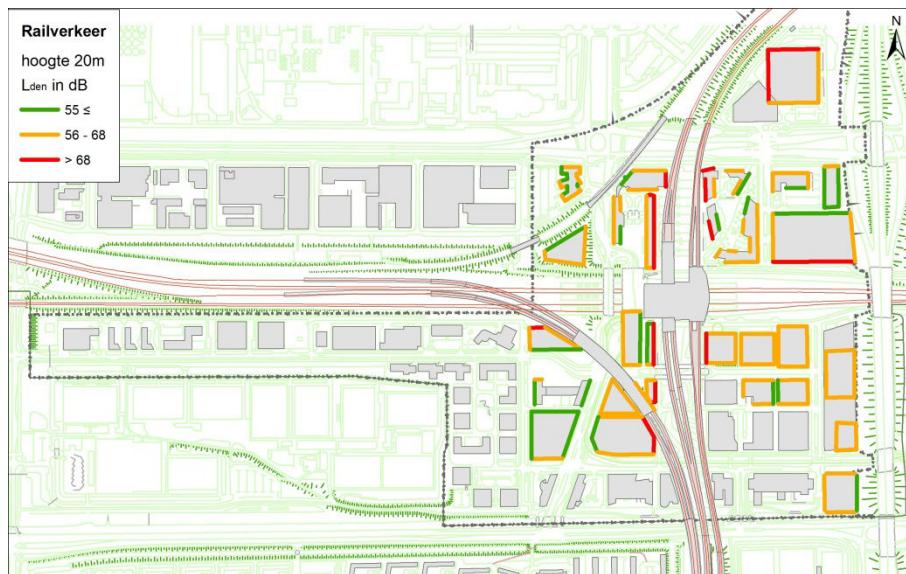 Railverkeer
hoogte 20m
Lden in dB
55 ≤
56 - 68
> 68
N